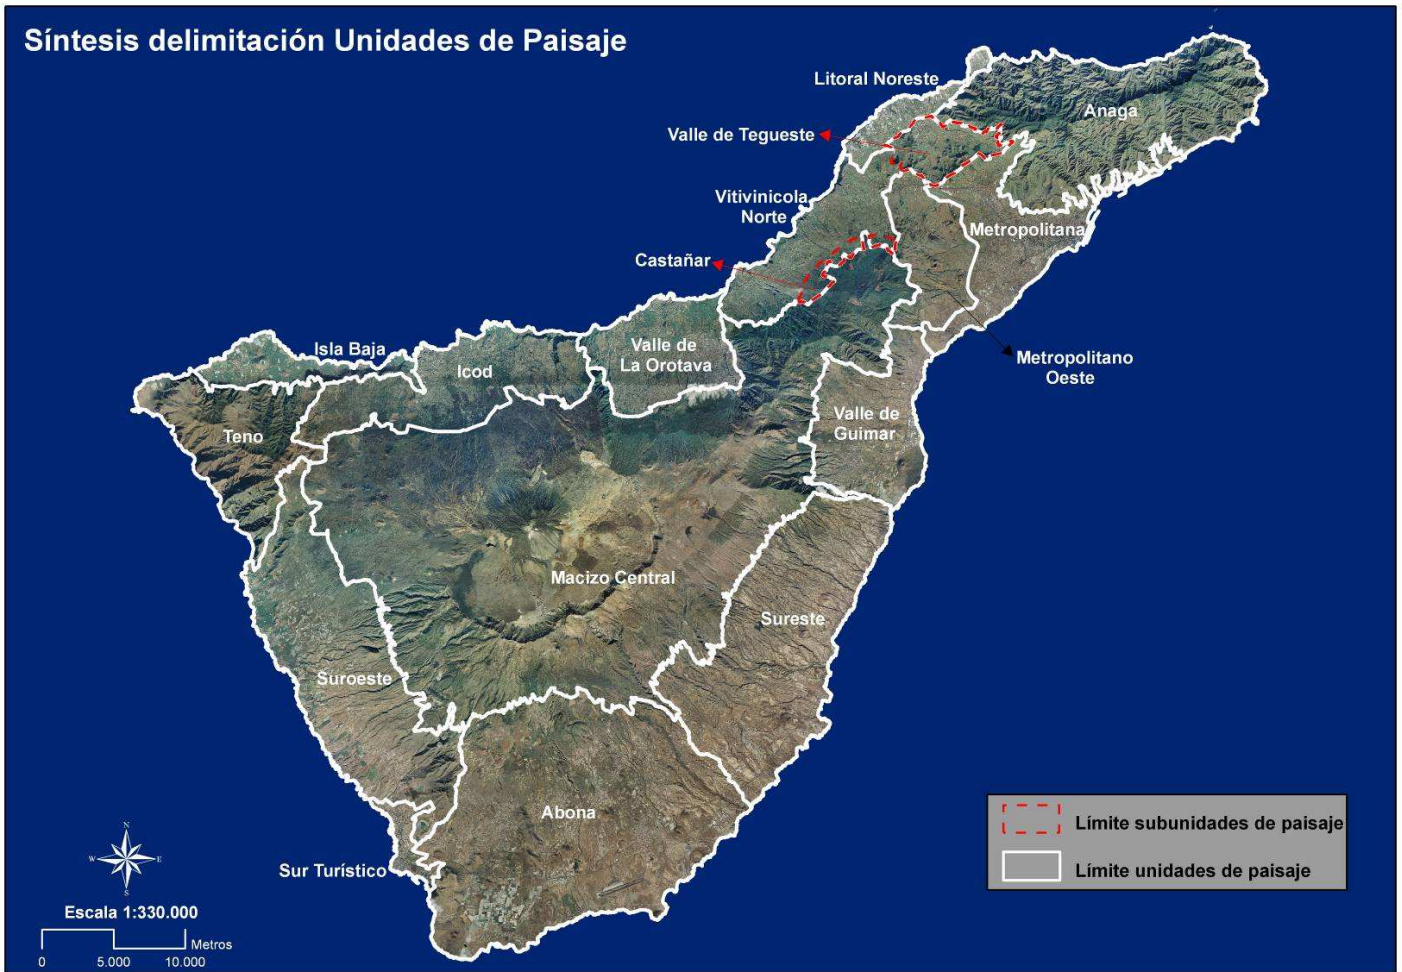 Síntesis delimitación Unidades de Paisaje
Litoral Noreste
Anaga
Valle de Tegueste
Vitivinicola
Norte
Metropolitana
Castañar
Isla Baja
Valle de
La Orotava
Metropolitano
Oeste
Icod
Valle de
Guimar
Teno
Macizo Central
Sureste
Suroeste
Abona
Sur Turístico
Límite subunidades de paisaje
Límite unidades de paisaje
N
W
E
S
Escala 1:330.000
Metros
0 5.000 10.000